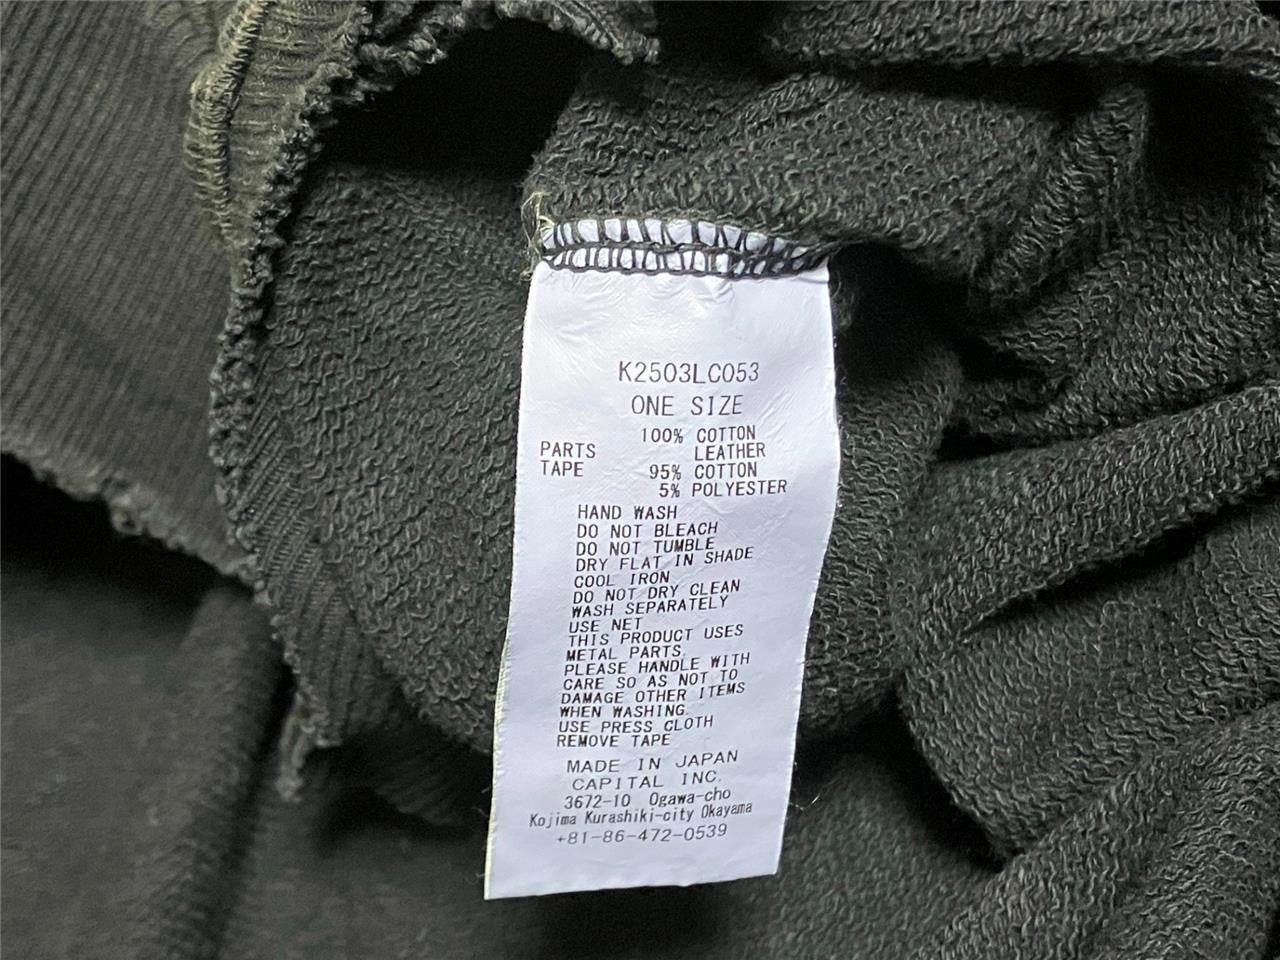 K2503LC053
ONE SIZE
100% COTTON
PARTS LEATHER
TAPE 95% COTTON
5% POLYESTER
HAND WASH
DO NOT BLEACH
DO NOT TUMBLE
DRY FLAT IN SHADE
COOL IRON
DO NOT DRY CLEAN
WASH SEPARATELY
USE NET
THIS PRODUCT USES
METAL PARTS.
PLEASE HANDLE WITH
CARE SO AS NOT TO
DAMAGE OTHER ITEMS
WHEN WASHING.
USE PRESS CLOTH
REMOVE TAPE
MADE IN JAPAN
CAPITAL INC.
3672-10 Ogawa-cho
Kojima Kurashiki-city Okayama
+81-86-472-0539